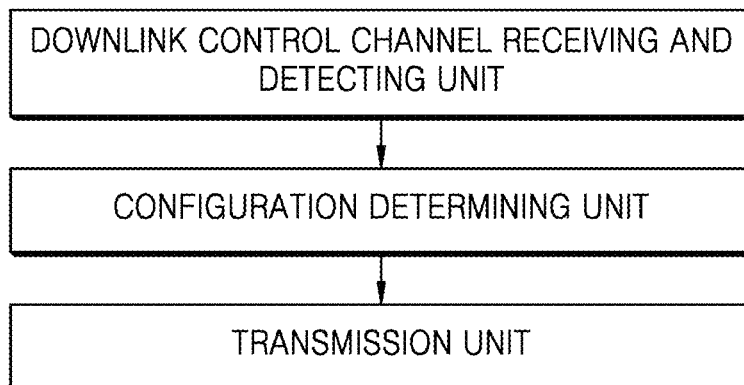 DOWNLINK CONTROL CHANNEL RECEIVING AND
DETECTING UNIT
CONFIGURATION DETERMINING UNIT
TRANSMISSION UNIT